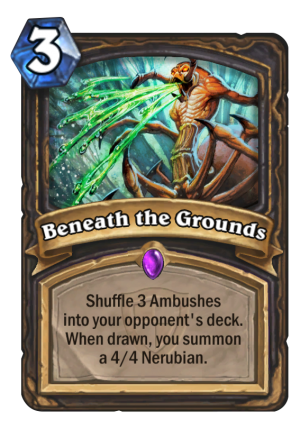 3
Beneath the Grounds
Shuffle 3 Ambushes
into your opponent's deck.
When drawn, you summon
a 4/4 Nerubian.